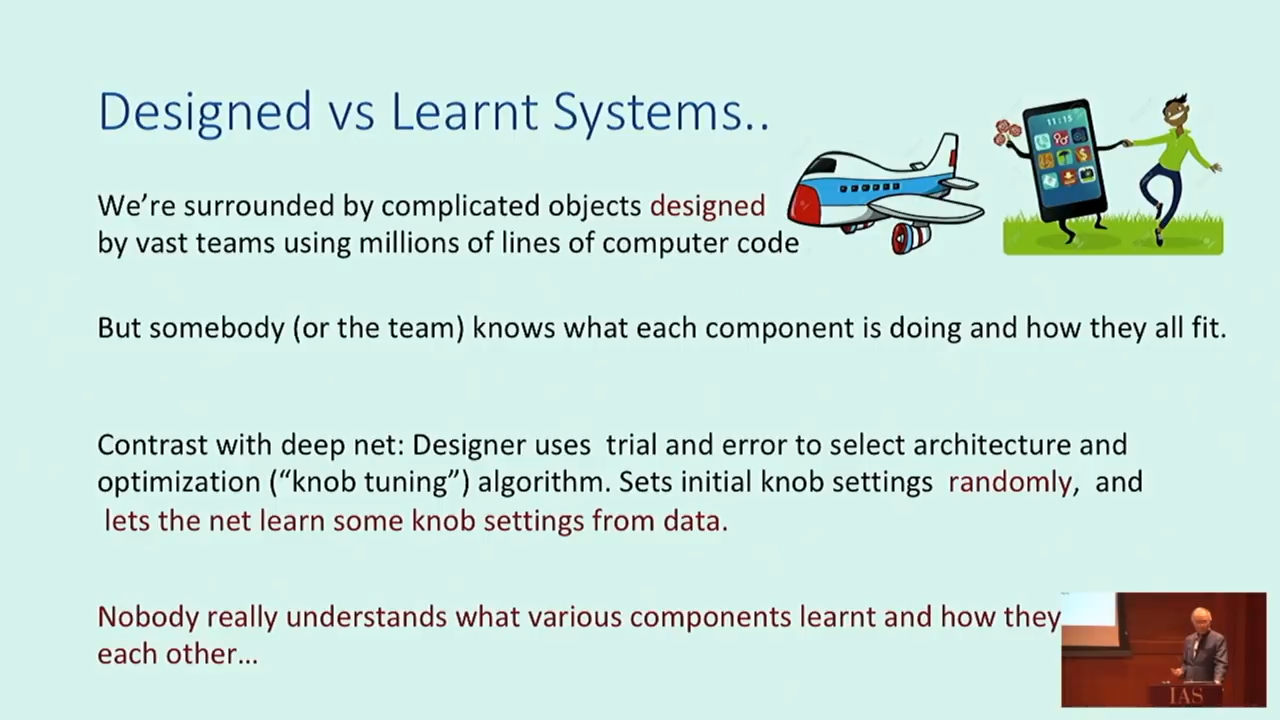 Designed vs Learnt Systems..
11:15
We're surrounded by complicated objects designed
by vast teams using millions of lines of computer code
But somebody (or the team) knows what each component is doing and how they all fit.
Contrast with deep net: Designer uses trial and error to select architecture and
optimization ("knob tuning") algorithm. Sets initial knob settings randomly, and
lets the net learn some knob settings from data.
Nobody really understands what various components learnt and how they
each other...
IAS